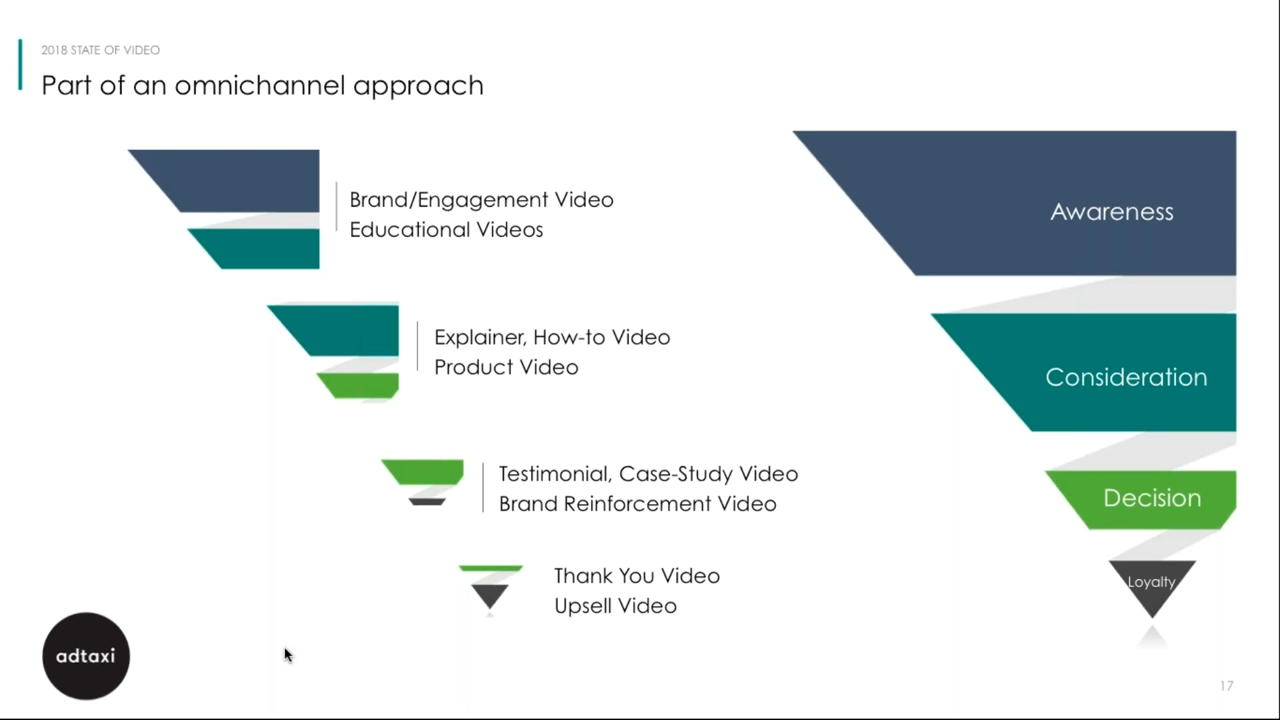 2018 STATE OF VIDEO
Part of an omnichannel approach
Brand/Engagement Video
Educational Videos
Explainer, How-to Video
Product Video
Testimonial, Case-Study Video
Brand Reinforcement Video
Thank You Video
Upsell Video
Awareness
Consideration
Decision
Loyalty
adtaxi
17